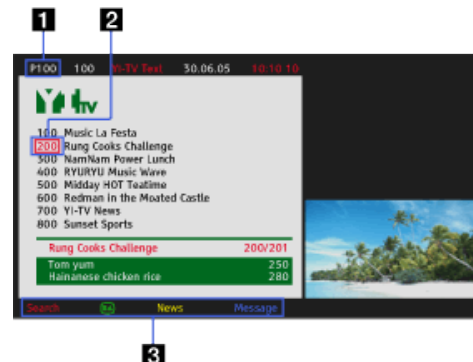 1 2
P100 100 Yi-TV Text 30.06.05 10:10 10
Yi tv
100 Music La Festa
200 Rung Cooks Challenge
300 NamNam Power Lunch
400 RYURYU Music Wave
500 Midday HOT Teatime
600 Redman in the Moated Castle
700 Yi-TV News
800 Sunset Sports
Rung Cooks Challenge 200/201
Tom yum 250
Hainanese chicken rice 280
Search News Message
3